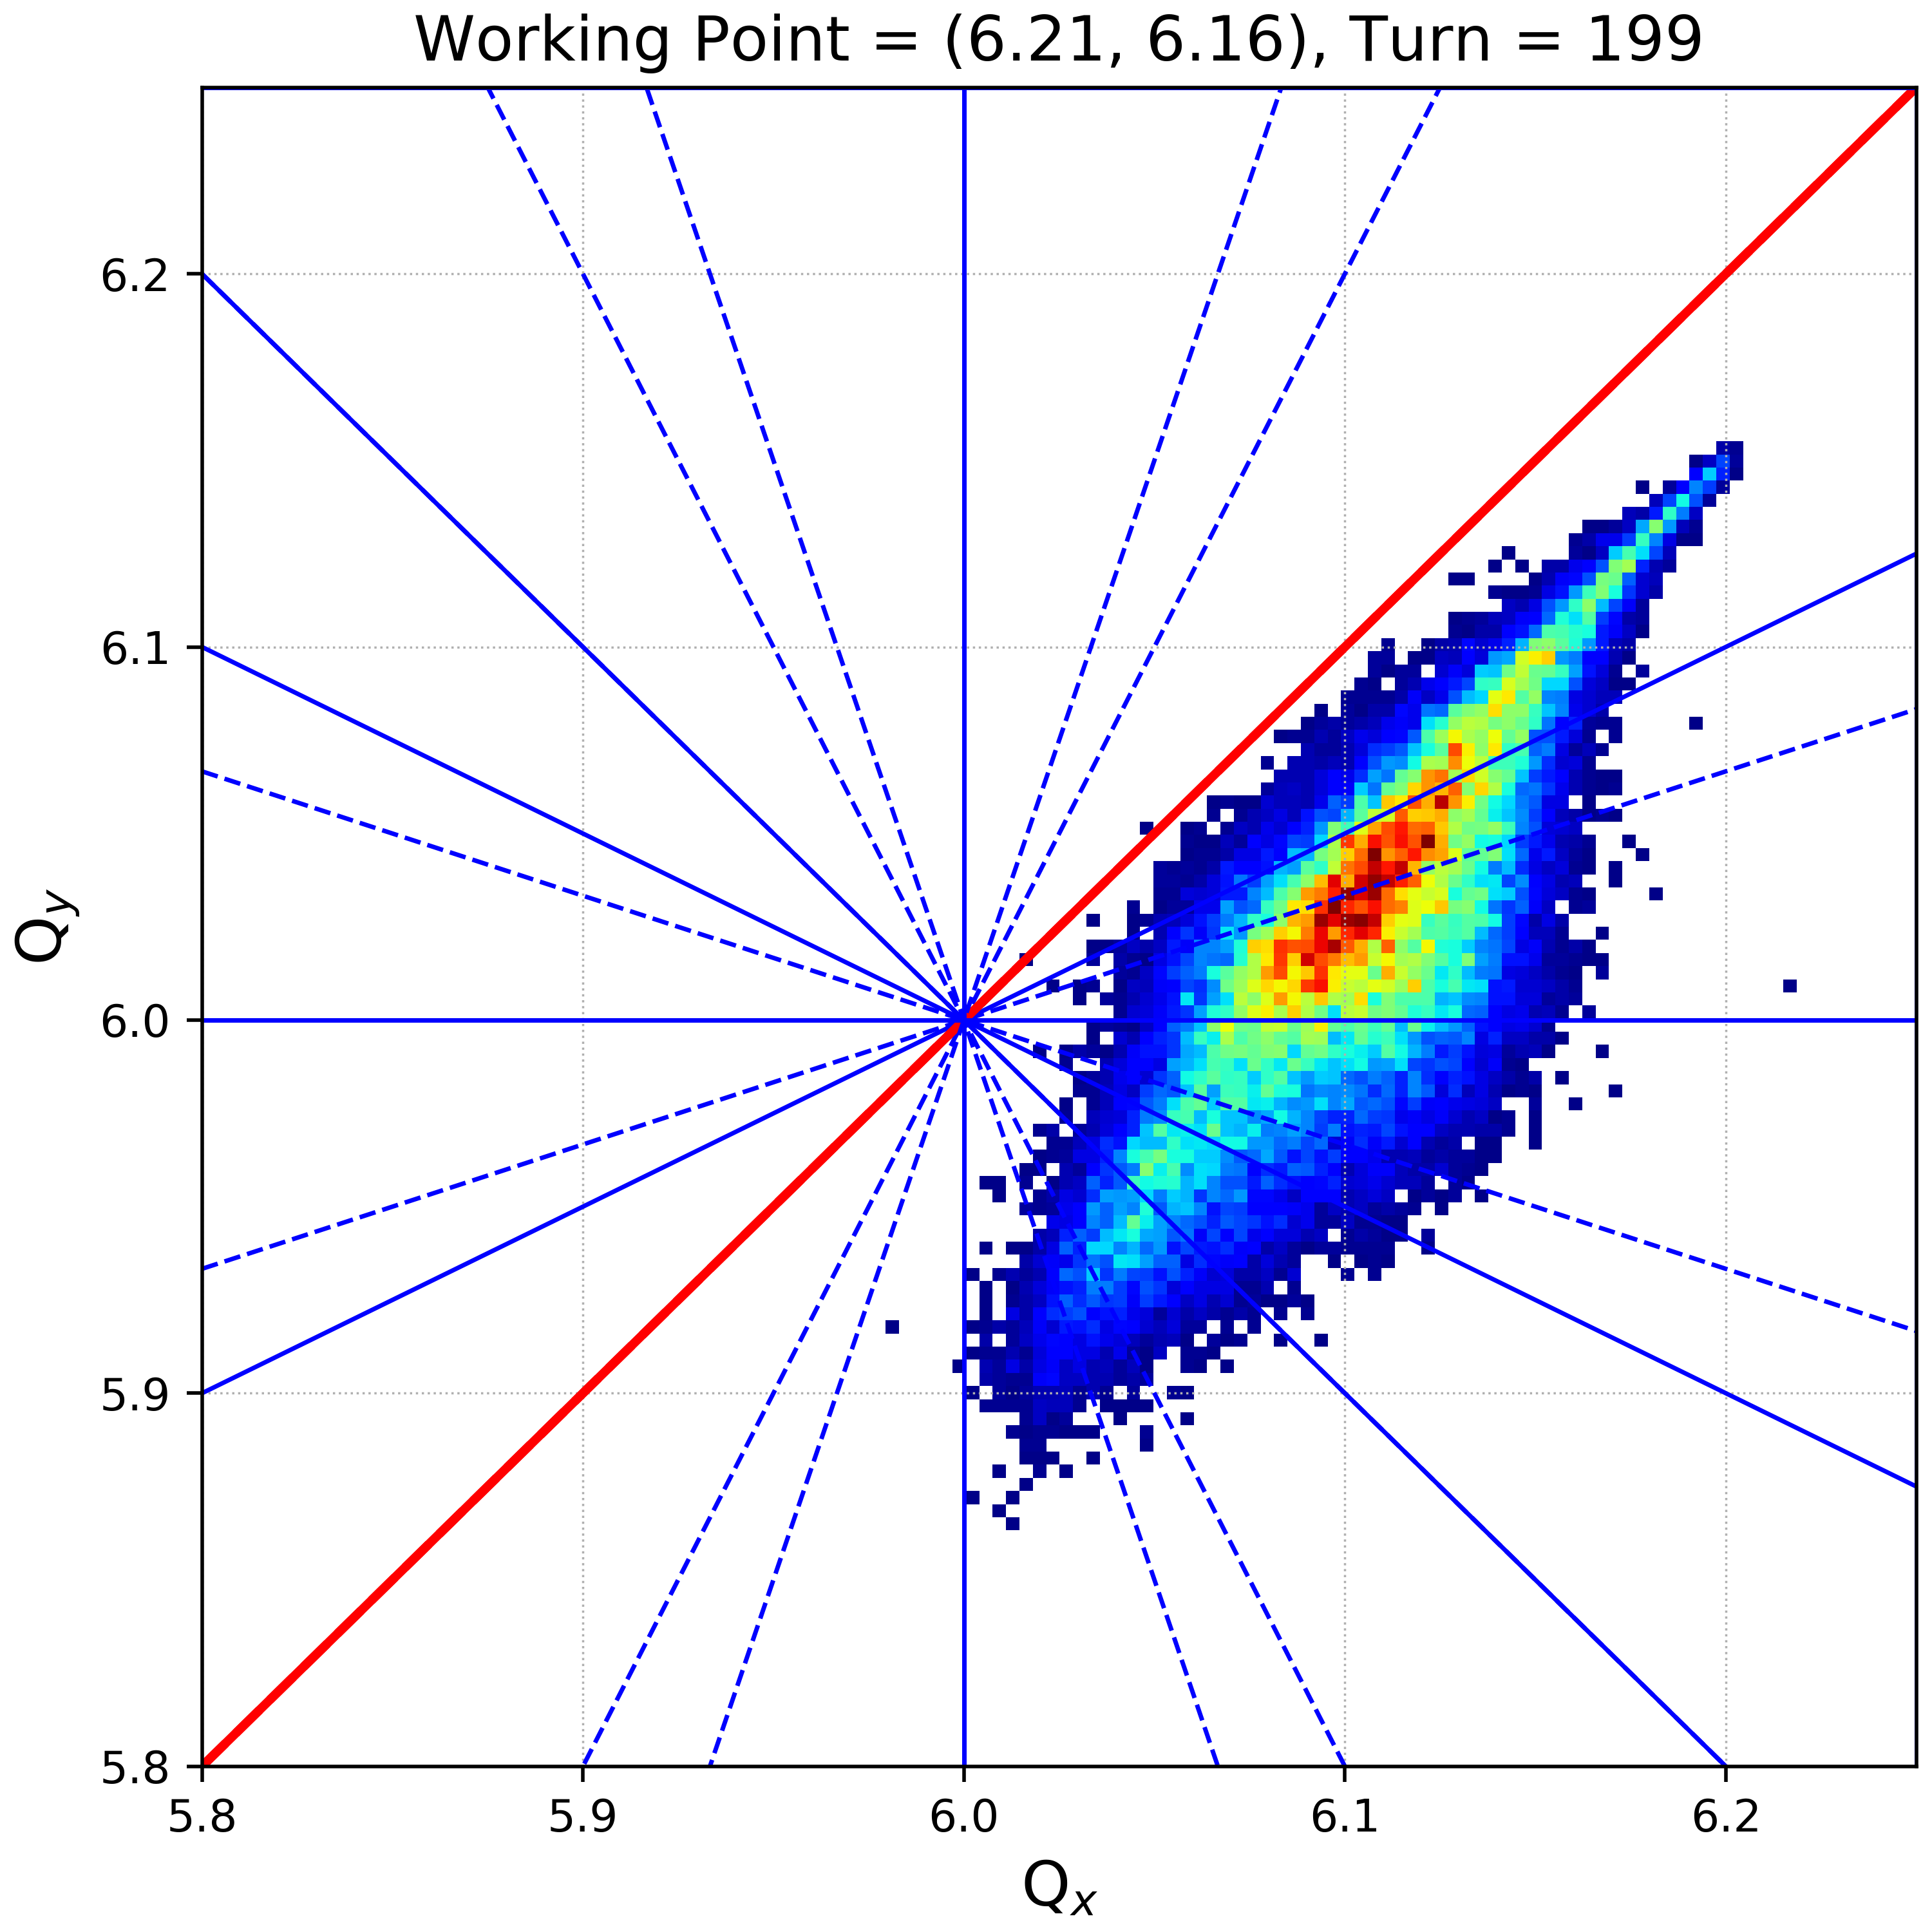 Working Point = (6.21, 6.16), Turn = 199
6.2
6.1
6.0
5.9
5.8
Qy
5.8 5.9 6.0 6.1 6.2
Qx